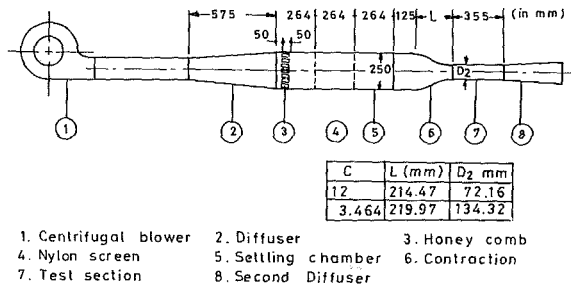 575 264 264 264 125 L 355 (in mm)
50 50
250 D2
1 2 3 4 5 6 7 8
C L (mm) D2 mm
12 214.47 72.16
3.464 219.97 134.32
1. Centrifugal blower 2. Diffuser 3. Honey comb
4. Nylon screen 5. Settling chamber 6. Contraction
7. Test section 8. Second Diffuser